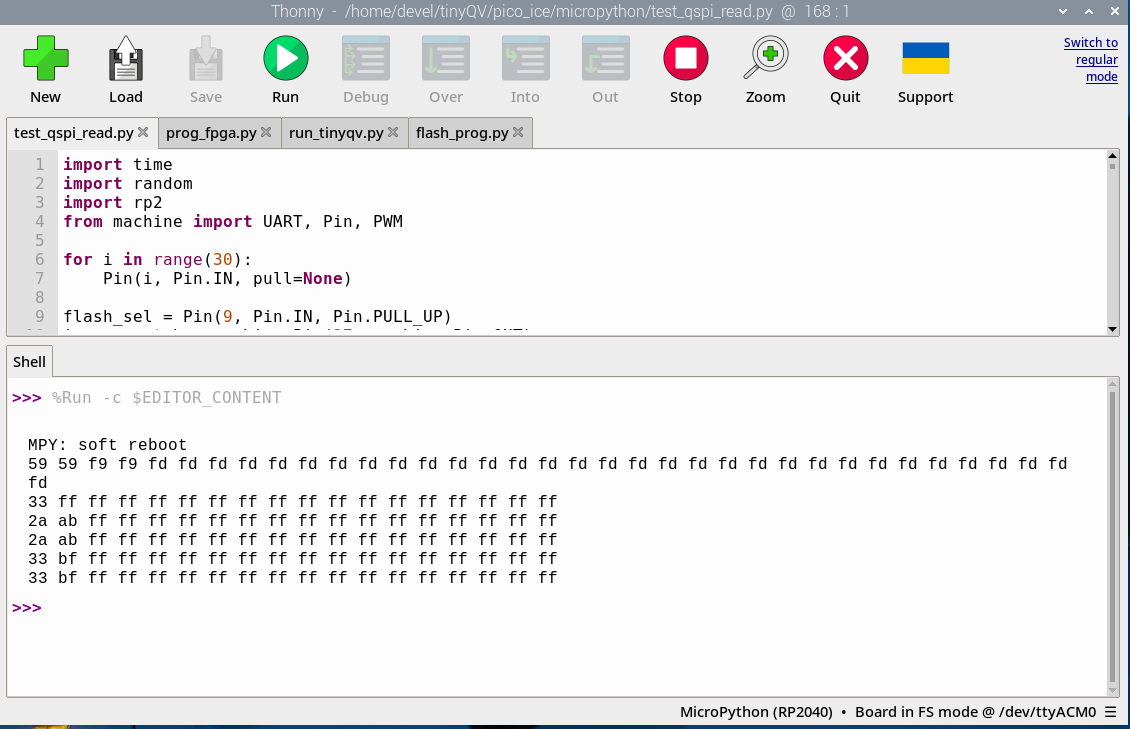 Thonny - /home/devel/tinyQV/pico_ice/micropython/test_qspi_read.py @ 168 : 1
New Load Save Run Debug Over Into Out Stop Zoom Quit Support
Switch to
regular
mode
test_qspi_read.py prog_fpga.py run_tinyqv.py flash_prog.py
1 import time
2 import random
3 import rp2
4 from machine import UART, Pin, PWM
5
6 for i in range(30):
7     Pin(i, Pin.IN, pull=None)
8
9 flash_sel = Pin(9, Pin.IN, Pin.PULL_UP)
Shell
>>> %Run -c $EDITOR_CONTENT
MPY: soft reboot
59 59 f9 f9 fd fd fd fd fd fd fd fd fd fd fd fd fd fd fd fd fd fd fd fd fd fd fd fd fd fd fd fd fd fd fd
fd
33 ff ff ff ff ff ff ff ff ff ff ff ff ff ff ff ff ff
2a ab ff ff ff ff ff ff ff ff ff ff ff ff ff ff ff ff
2a ab ff ff ff ff ff ff ff ff ff ff ff ff ff ff ff ff
33 bf ff ff ff ff ff ff ff ff ff ff ff ff ff ff ff ff
33 bf ff ff ff ff ff ff ff ff ff ff ff ff ff ff ff ff
>>>
MicroPython (RP2040) • Board in FS mode @ /dev/ttyACM0 ☰